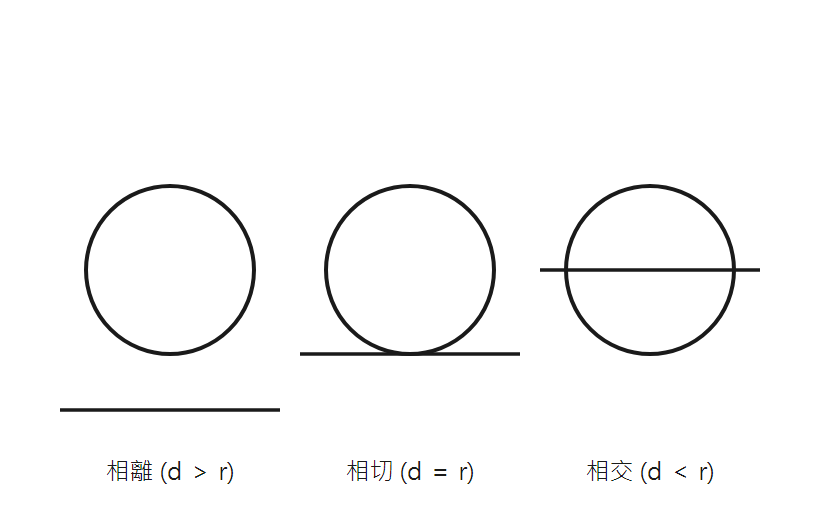 相離 (d > r)
相切 (d = r)
相交 (d < r)